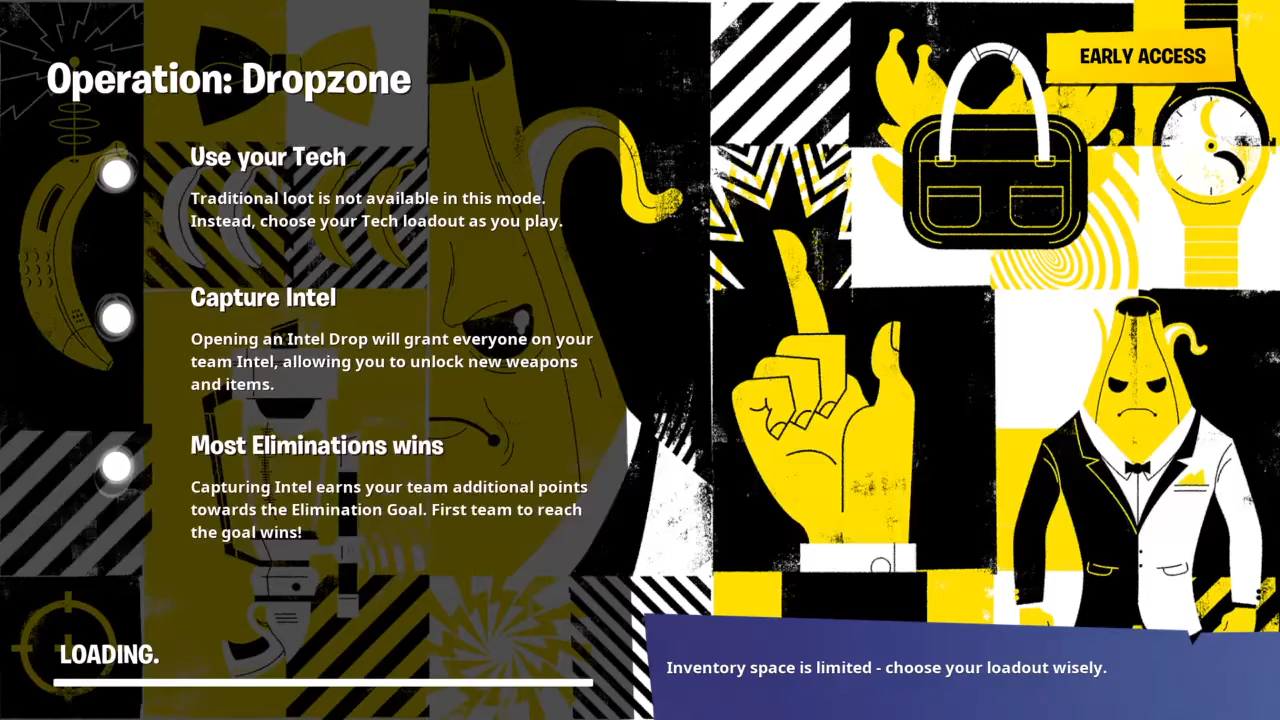 Operation: Dropzone
EARLY ACCESS
Use your Tech
Traditional loot is not available in this mode.
Instead, choose your Tech loadout as you play.
Capture Intel
Opening an Intel Drop will grant everyone on your
team Intel, allowing you to unlock new weapons
and items.
Most Eliminations wins
Capturing Intel earns your team additional points
towards the Elimination Goal. First team to reach
the goal wins!
LOADING.
Inventory space is limited - choose your loadout wisely.